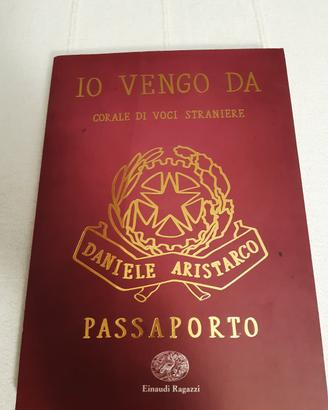 IO VENGO DA
CORALE DI VOCI STRANIERE
DANIELE ARISTARCO
PASSAPORTO
Einaudi Ragazzi